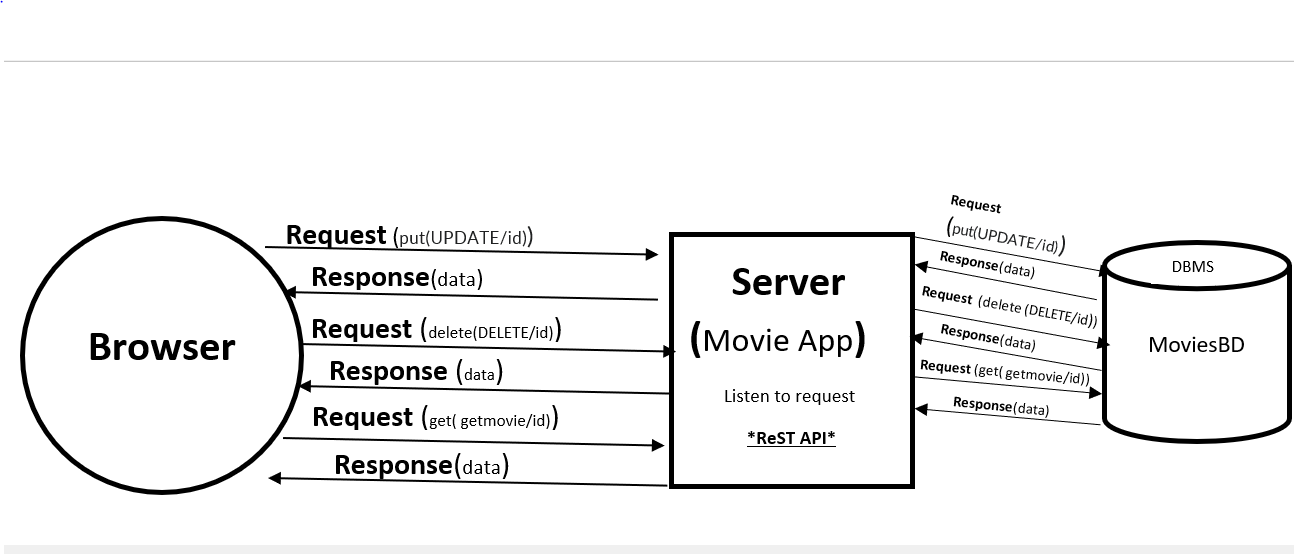 Browser
Request (put(UPDATE/id))
Response(data)
Request (delete(DELETE/id))
Response (data)
Request (get( getmovie/id))
Response(data)
Server
(Movie App)
Listen to request
*ReST API*
Request
(put(UPDATE/id))
Response(data)
Request (delete (DELETE/id))
Response(data)
Request (get( getmovie/id))
Response(data)
DBMS
MoviesBD